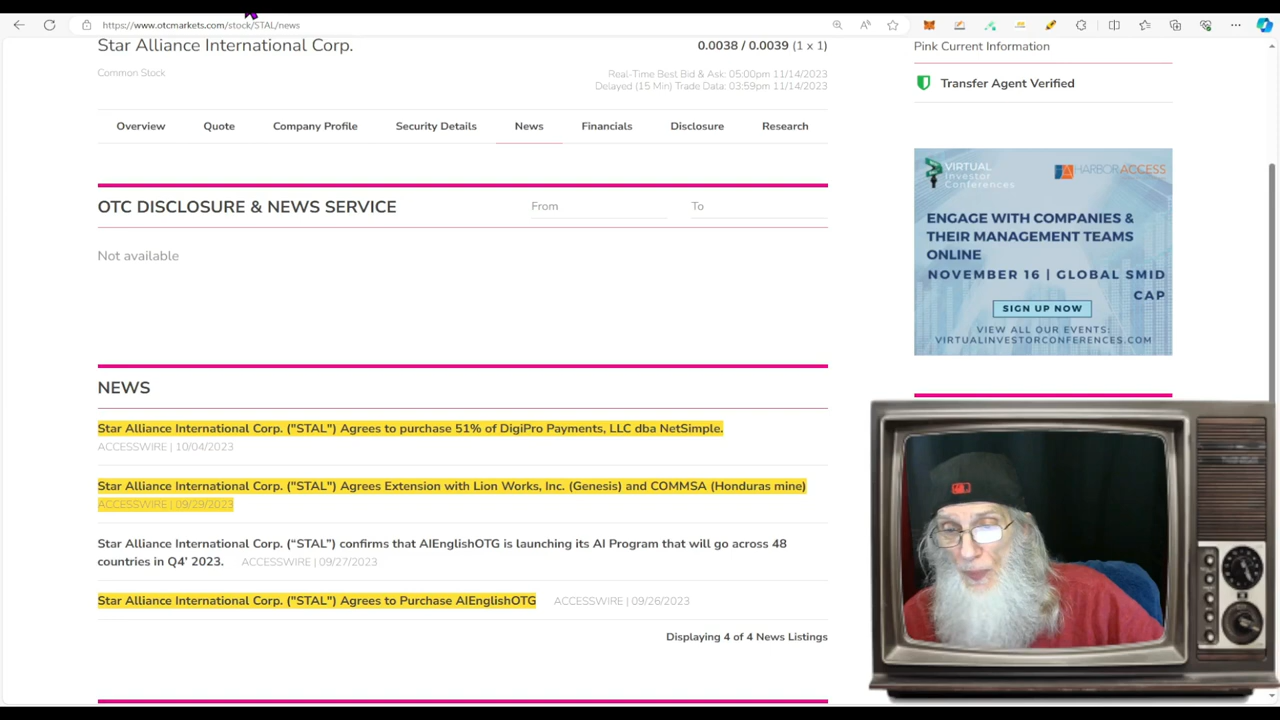 https://www.otcmarkets.com/stock/STAL/news
Star Alliance International Corp.
0.0038 / 0.0039 (1 x 1)
Common Stock
Real-Time Best Bid & Ask: 05:00pm 11/14/2023
Delayed (15 Min) Trade Data: 03:59pm 11/14/2023
Overview Quote Company Profile Security Details News Financials Disclosure Research
OTC DISCLOSURE & NEWS SERVICE
From To
Not available
NEWS
Star Alliance International Corp. ("STAL") Agrees to purchase 51% of DigiPro Payments, LLC dba NetSimple.
ACCESSWIRE | 10/04/2023
Star Alliance International Corp. ("STAL") Agrees Extension with Lion Works, Inc. (Genesis) and COMMSA (Honduras mine)
ACCESSWIRE | 09/29/2023
Star Alliance International Corp. (“STAL”) confirms that AIEnglishOTG is launching its AI Program that will go across 48
countries in Q4’ 2023. ACCESSWIRE | 09/27/2023
Star Alliance International Corp. ("STAL") Agrees to Purchase AIEnglishOTG ACCESSWIRE | 09/26/2023
Displaying 4 of 4 News Listings
Pink Current Information
Transfer Agent Verified
VIRTUAL
Investor
Conferences
HARBORACCESS
ENGAGE WITH COMPANIES &
THEIR MANAGEMENT TEAMS
ONLINE
NOVEMBER 16 | GLOBAL SMID
CAP
SIGN UP NOW
VIEW ALL OUR EVENTS:
VIRTUALINVESTORCONFERENCES.COM